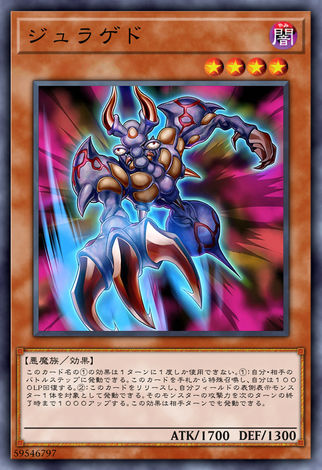 ジュラゲド
闇
やみ
【悪魔族／効果】
このカード名の①の効果は１ターンに１度しか使用できない。①：自分・相手の
バトルステップに発動できる。このカードを手札から特殊召喚し、自分は１０００
LP回復する。②：このカードをリリースし、自分フィールドの表側表示モンスター
１体を対象として発動できる。そのモンスターの攻撃力を次のターンの終
了時まで１０００アップする。この効果は相手ターンでも発動できる。
ATK/1700 DEF/1300
59546797